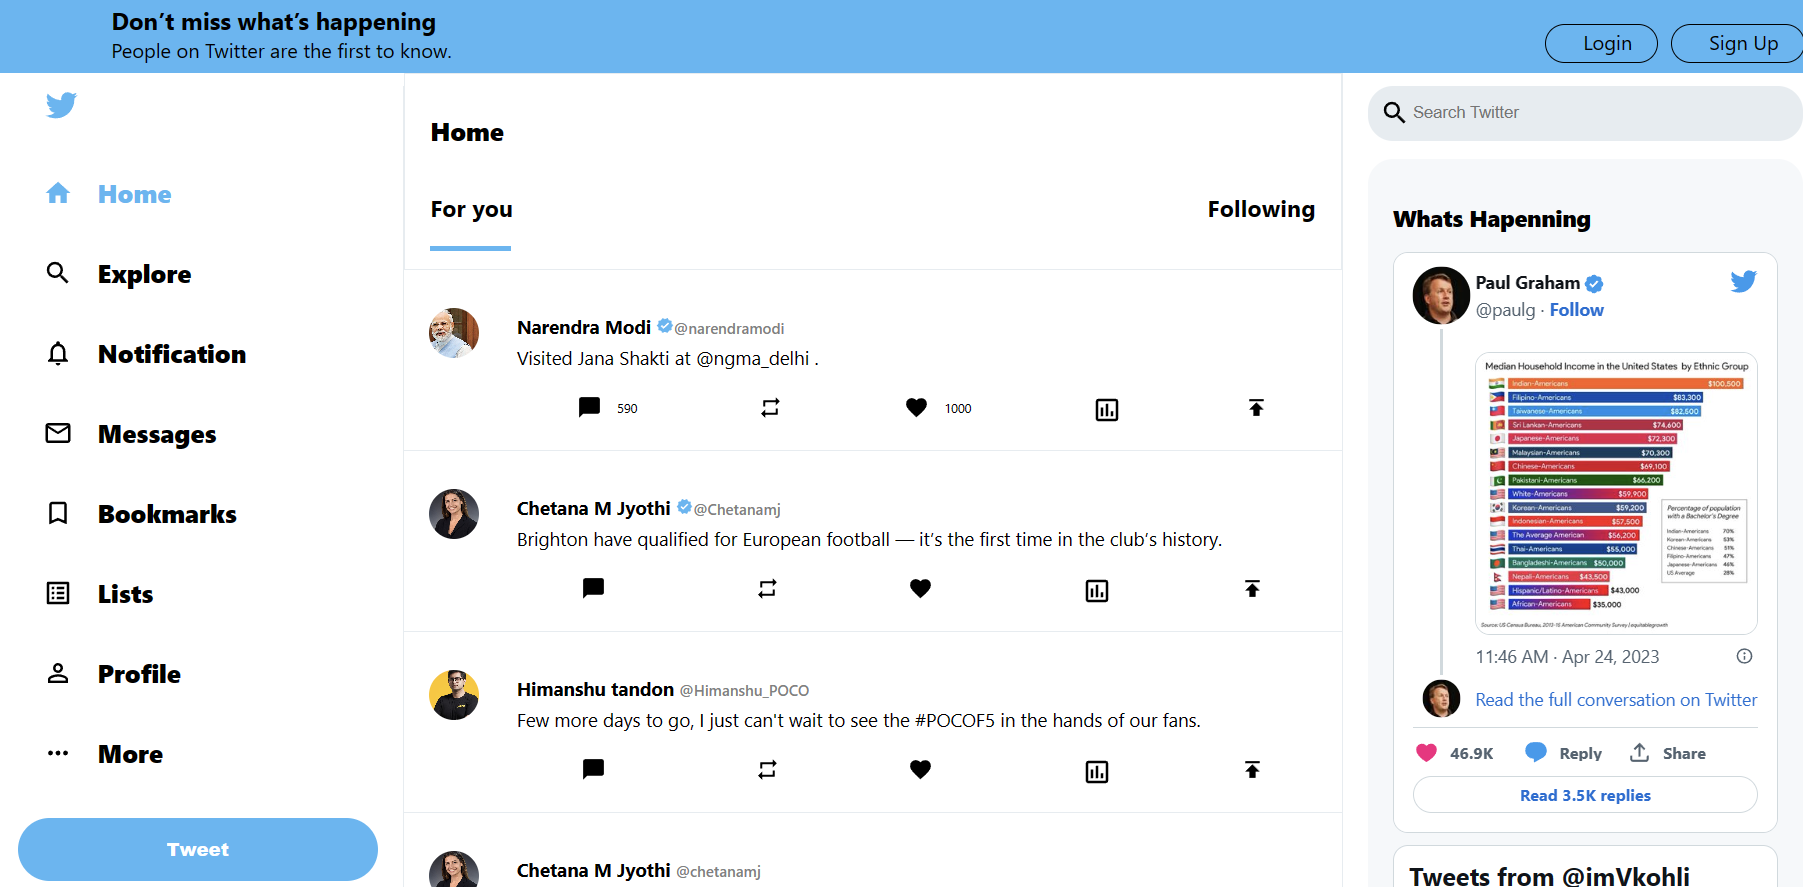 Don’t miss what’s happening
People on Twitter are the first to know.
Login
Sign Up
Home
Explore
Notification
Messages
Bookmarks
Lists
Profile
More
Tweet
Home
For you
Following
Narendra Modi @narendramodi
Visited Jana Shakti at @ngma_delhi .
590
1000
Chetana M Jyothi @Chetanamj
Brighton have qualified for European football — it’s the first time in the club’s history.
Himanshu tandon @Himanshu_POCO
Few more days to go, I just can't wait to see the #POCOF5 in the hands of our fans.
Chetana M Jyothi @chetanamj
Search Twitter
Whats Hapenning
Paul Graham
@paulg · Follow
Median Household Income in the United States by Ethnic Group
Indian-Americans $100,500
Filipino-Americans $83,300
Taiwanese-Americans $82,500
Sri Lankan-Americans $74,600
Japanese-Americans $72,300
Malaysian-Americans $70,300
Chinese-Americans $69,100
Pakistani-Americans $66,200
White-Americans $59,900
Korean-Americans $59,200
Indonesian-Americans $57,500
The Average American $56,200
Thai-Americans $55,000
Bangladeshi-Americans $50,000
Nepali-Americans $43,500
Hispanic/Latino-Americans $43,000
African-Americans $35,000
Percentage of population
with a Bachelor's Degree
Indian-Americans 70%
Korean-Americans 53%
Chinese-Americans 51%
Filipino-Americans 47%
Japanese-Americans 46%
US Average 28%
Source: US Census Bureau, 2013-15 American Community Survey | equitablegrowth
11:46 AM · Apr 24, 2023
Read the full conversation on Twitter
46.9K
Reply
Share
Read 3.5K replies
Tweets from @imVkohli